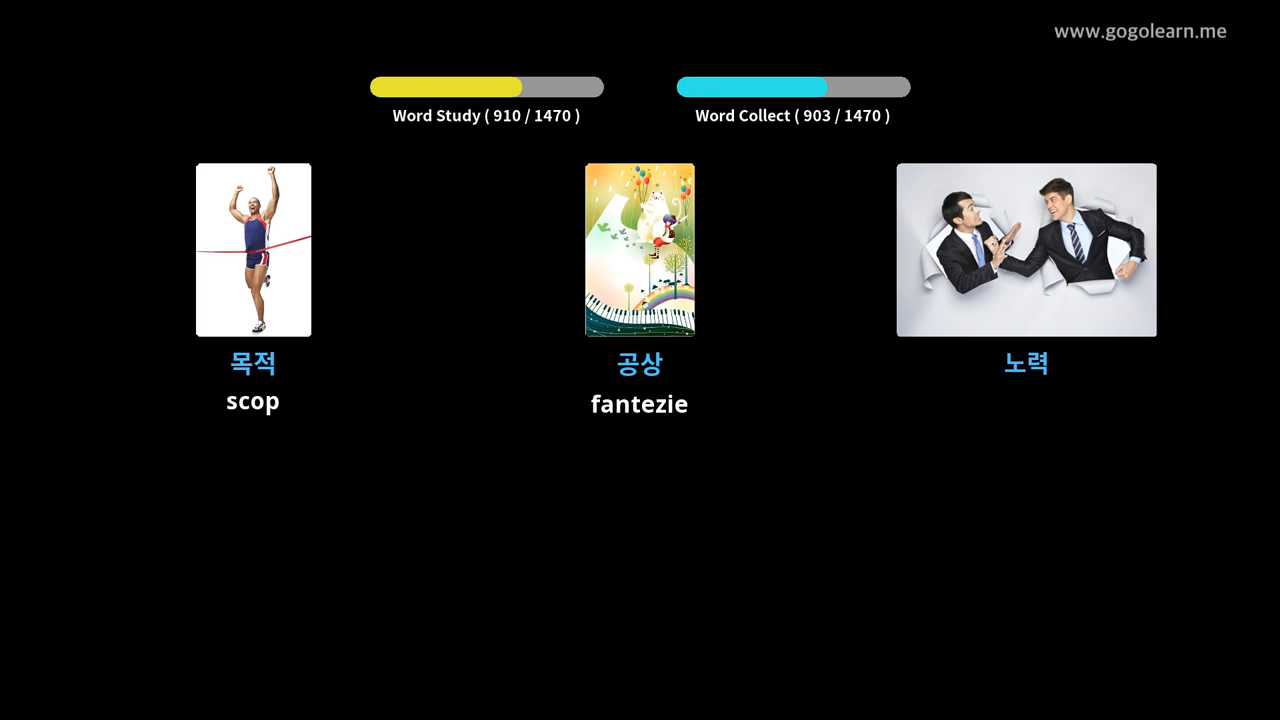 www.gogolearn.me
Word Study ( 910 / 1470 )
Word Collect ( 903 / 1470 )
목적
scop
공상
fantezie
노력